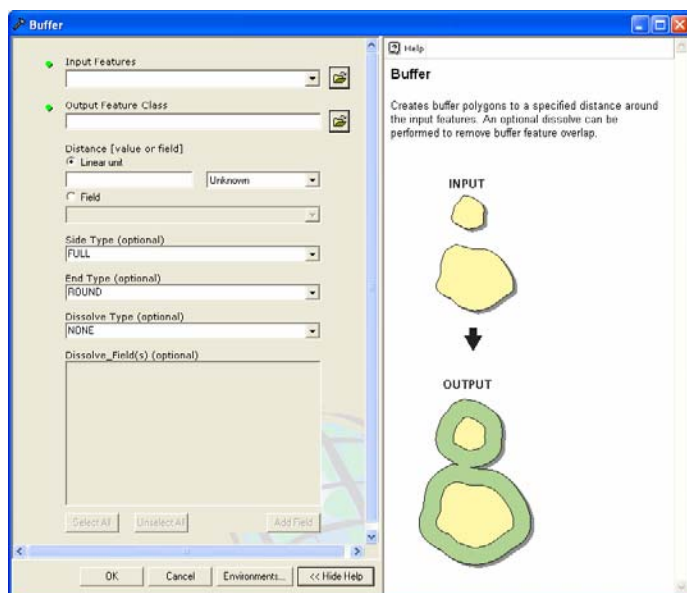 Buffer
Input Features
Output Feature Class
Distance [value or field]
Linear unit
Unknown
Field
Side Type (optional)
FULL
End Type (optional)
ROUND
Dissolve Type (optional)
NONE
Dissolve_Field(s) (optional)
Select All
Unselect All
Add Field
OK
Cancel
Environments...
<< Hide Help
Help
Buffer
Creates buffer polygons to a specified distance around
the input features. An optional dissolve can be
performed to remove buffer feature overlap.
INPUT
OUTPUT